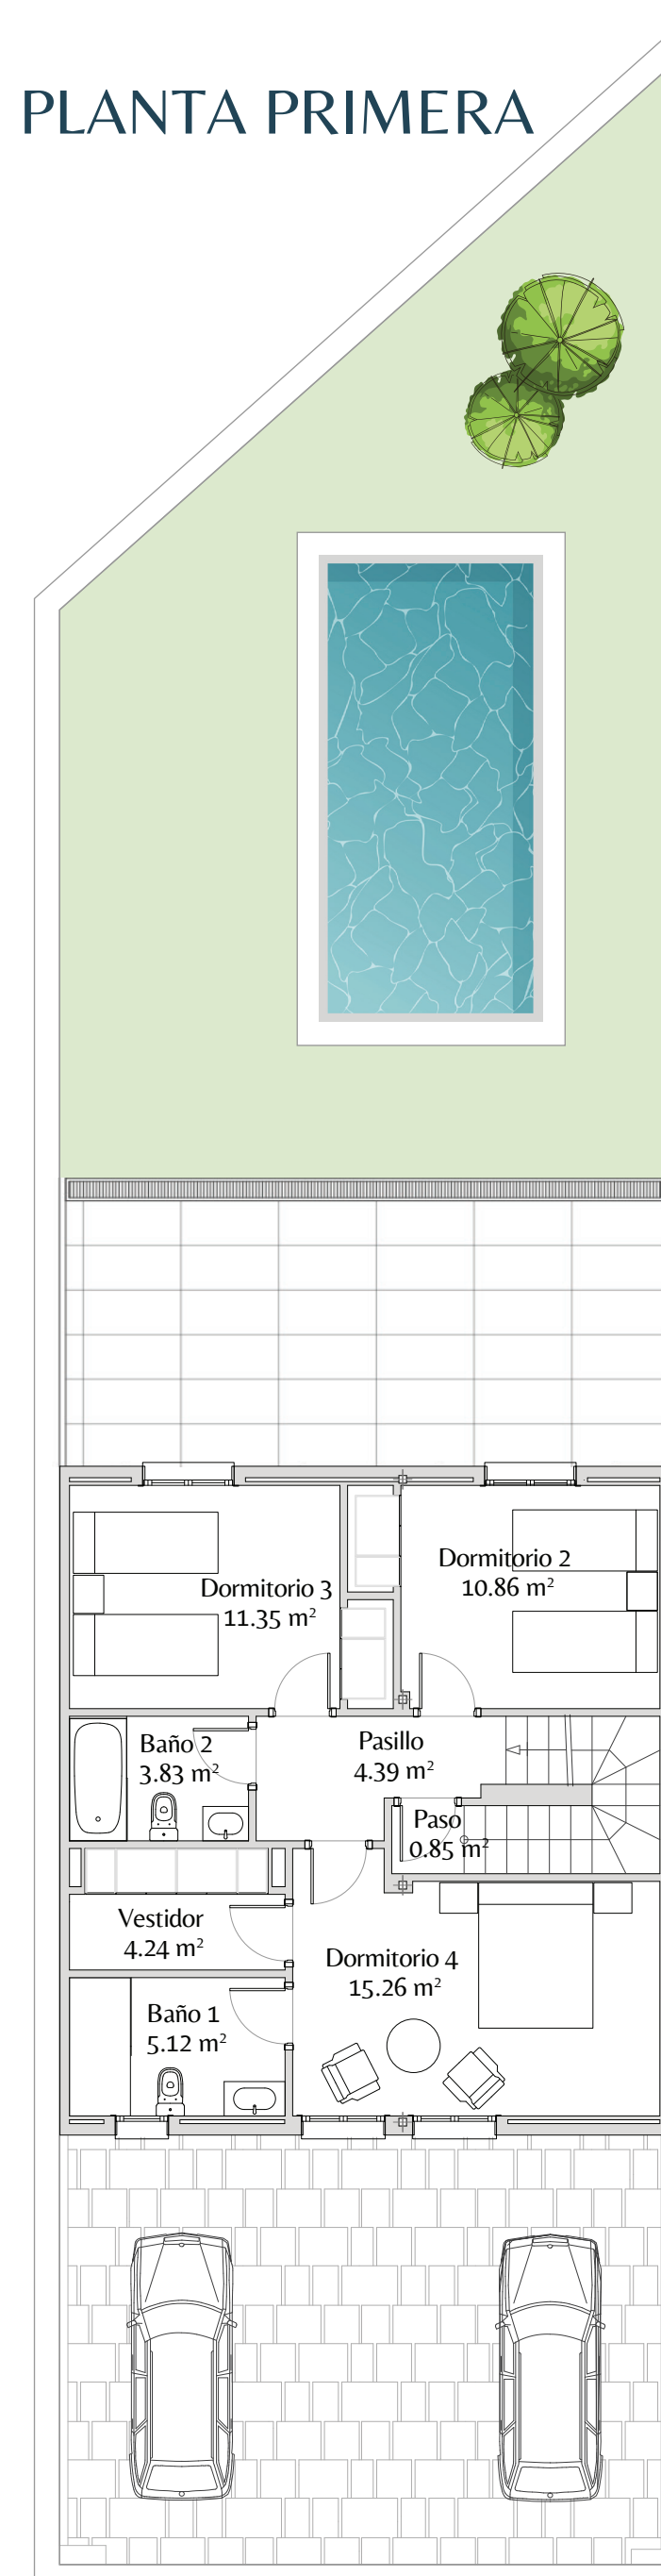 PLANTA PRIMERA
Dormitorio 2
10.86 m²
Dormitorio 3
11.35 m²
Pasillo
4.39 m²
Baño 2
3.83 m²
Paso
0.85 m²
Vestidor
4.24 m²
Dormitorio 4
15.26 m²
Baño 1
5.12 m²